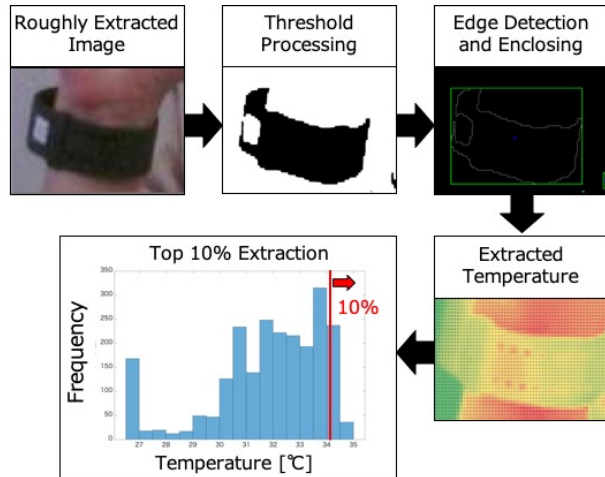 Roughly Extracted
Image
Threshold
Processing
Edge Detection
and Enclosing
Extracted
Temperature
Top 10% Extraction
10%
Frequency
350
300
250
200
150
100
50
0
27
28
29
30
31
32
33
34
35
Temperature [℃]